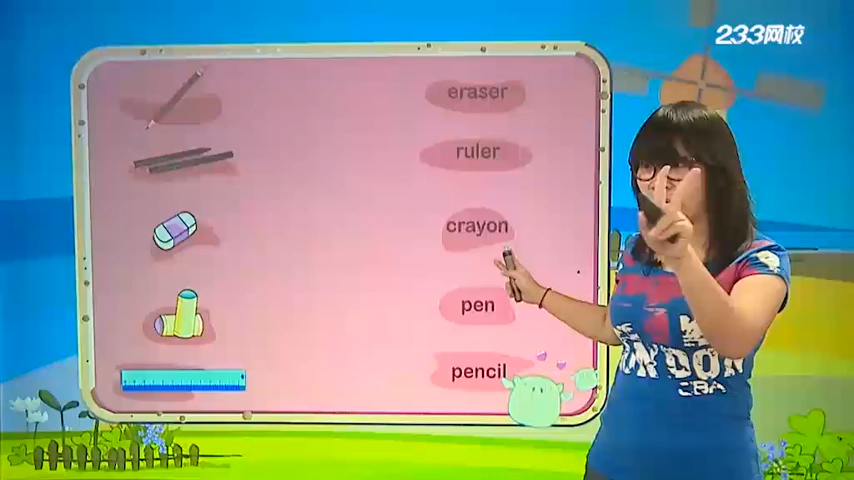 233网校
eraser
ruler
crayon
pen
pencil
LONDON
CBA